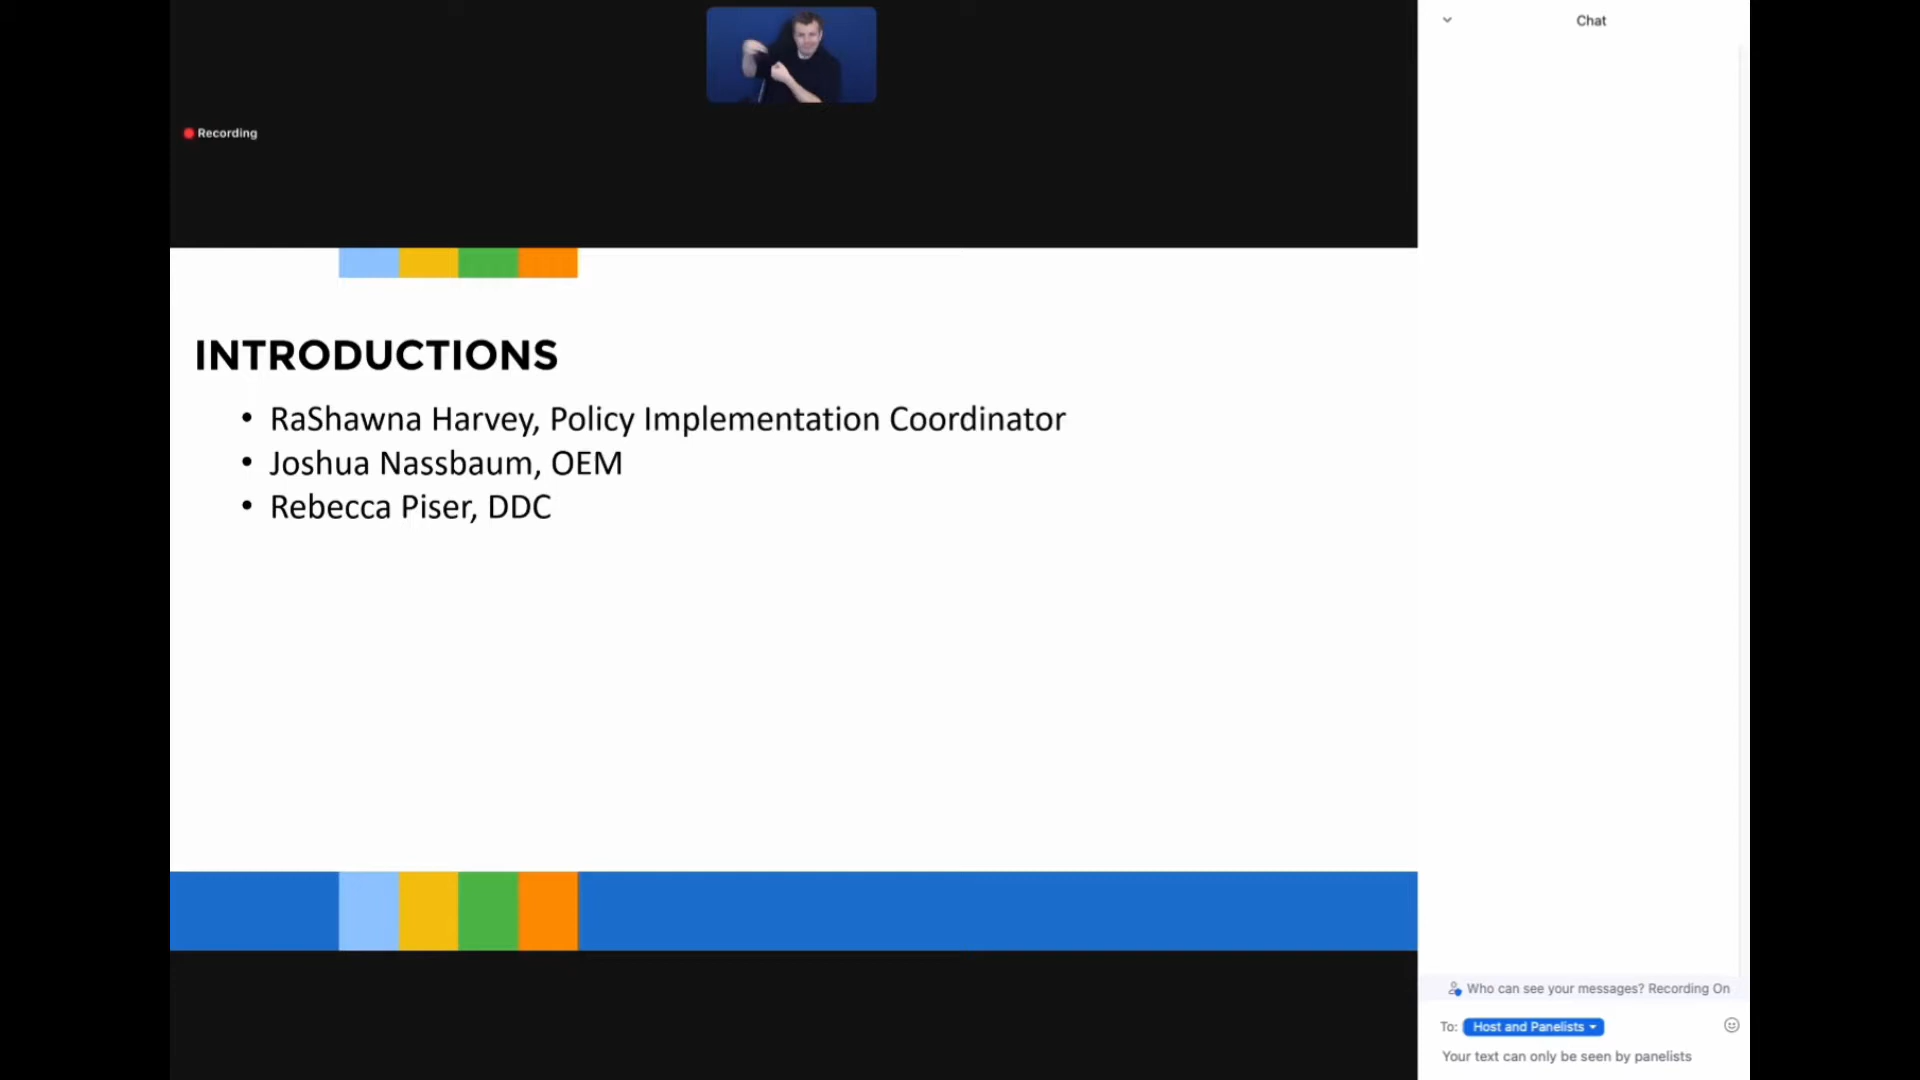 Chat
Recording
INTRODUCTIONS
• RaShawna Harvey, Policy Implementation Coordinator
• Joshua Nassbaum, OEM
• Rebecca Piser, DDC
Who can see your messages? Recording On
To: Host and Panelists
Your text can only be seen by panelists